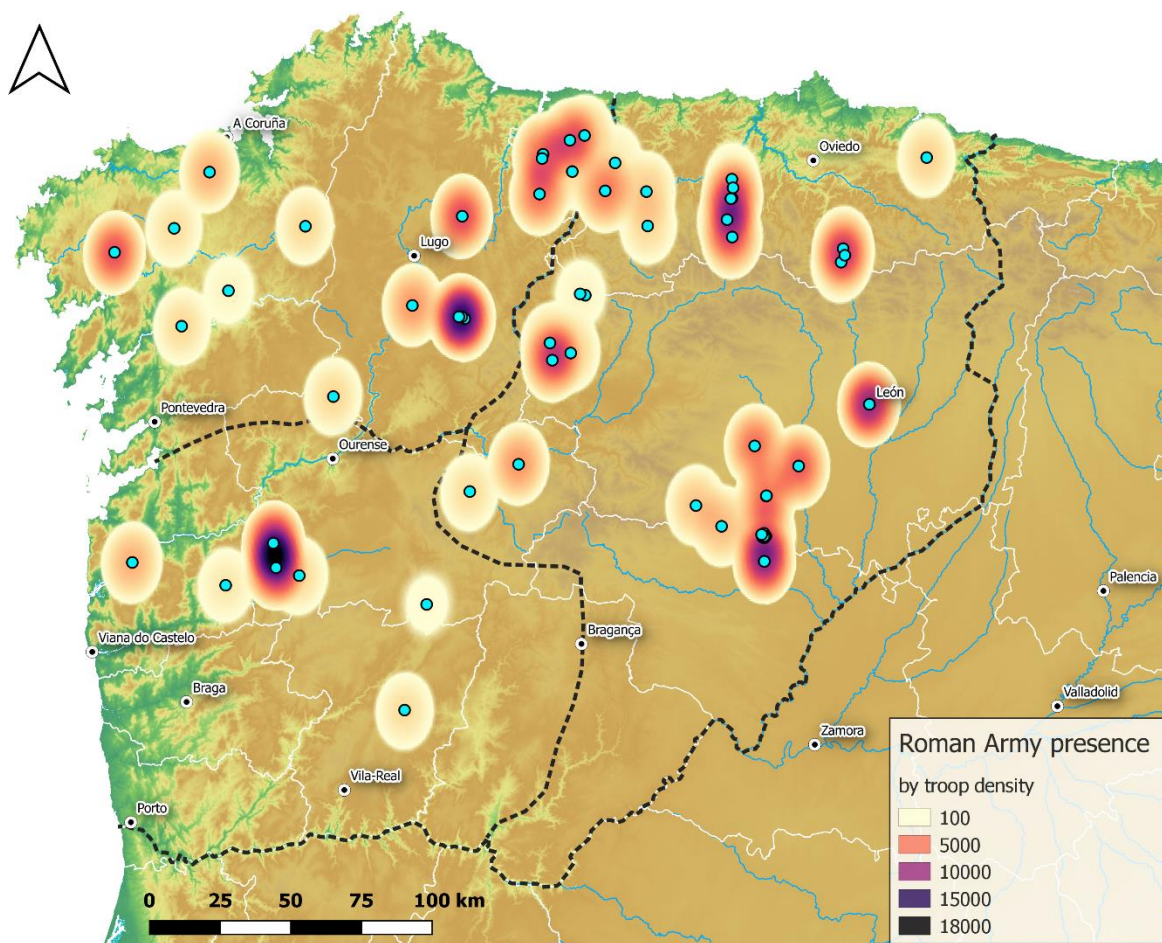 A Coruña
Oviedo
Lugo
León
Pontevedra
Ourense
Palencia
Viana do Castelo
Bragança
Braga
Valladolid
Zamora
Vila-Real
Porto
Roman Army presence
by troop density
100
5000
10000
15000
18000
0 25 50 75 100 km